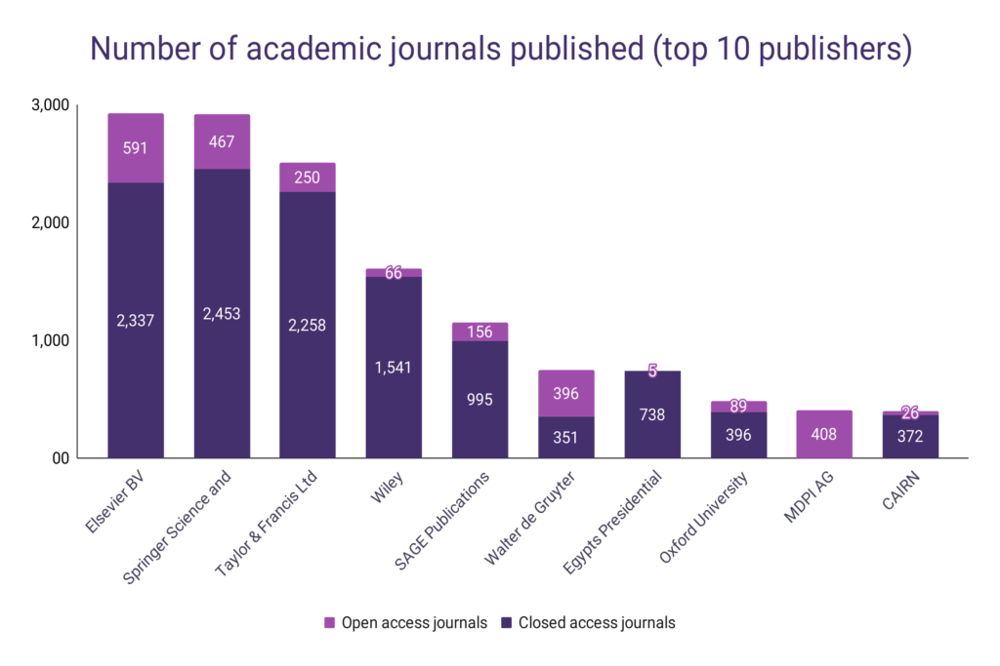 Number of academic journals published (top 10 publishers)
3,000
2,000
1,000
00
591
2,337
467
2,453
250
2,258
66
1,541
156
995
396
351
5
738
89
396
408
26
372
Elsevier BV
Springer Science and
Taylor & Francis Ltd
Wiley
SAGE Publications
Walter de Gruyter
Egypts Presidential
Oxford University
MDPI AG
CAIRN
Open access journals
Closed access journals